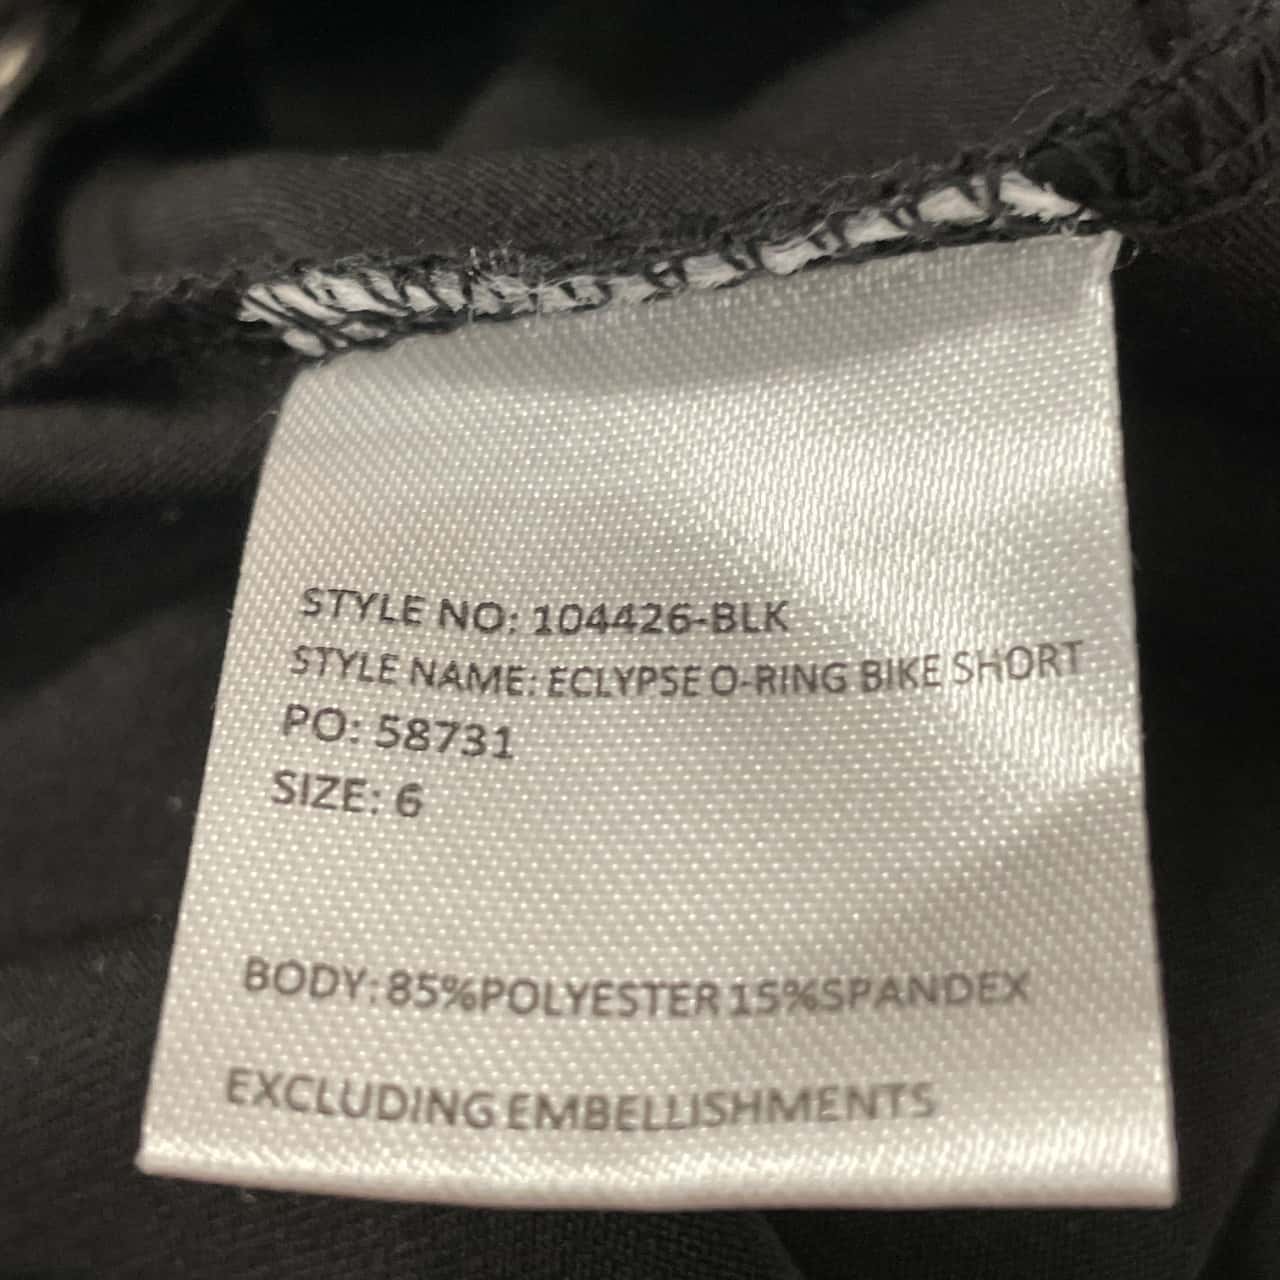 STYLE NO: 104426-BLK
STYLE NAME: ECLYPSE O-RING BIKE SHORT
PO: 58731
SIZE: 6
BODY: 85%POLYESTER 15%SPANDEX
EXCLUDING EMBELLISHMENTS